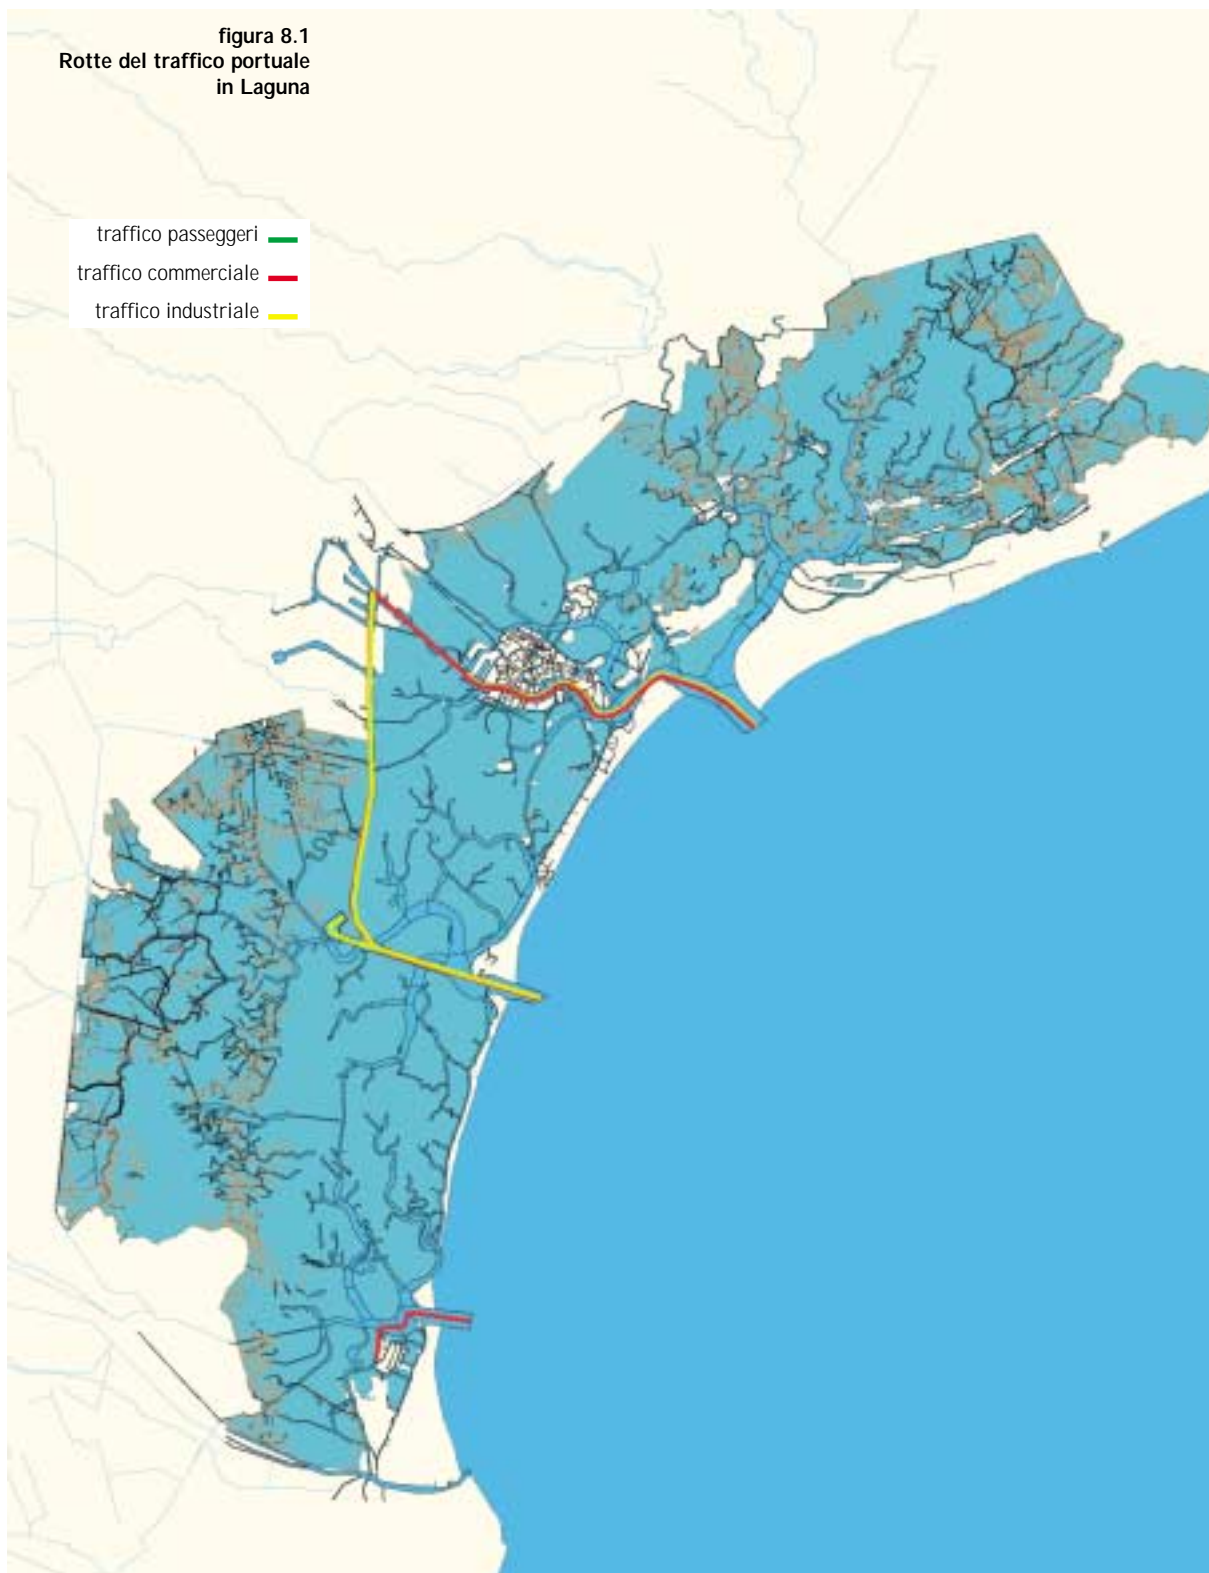 figura 8.1
Rotte del traffico portuale
in Laguna
traffico passeggeri
traffico commerciale
traffico industriale